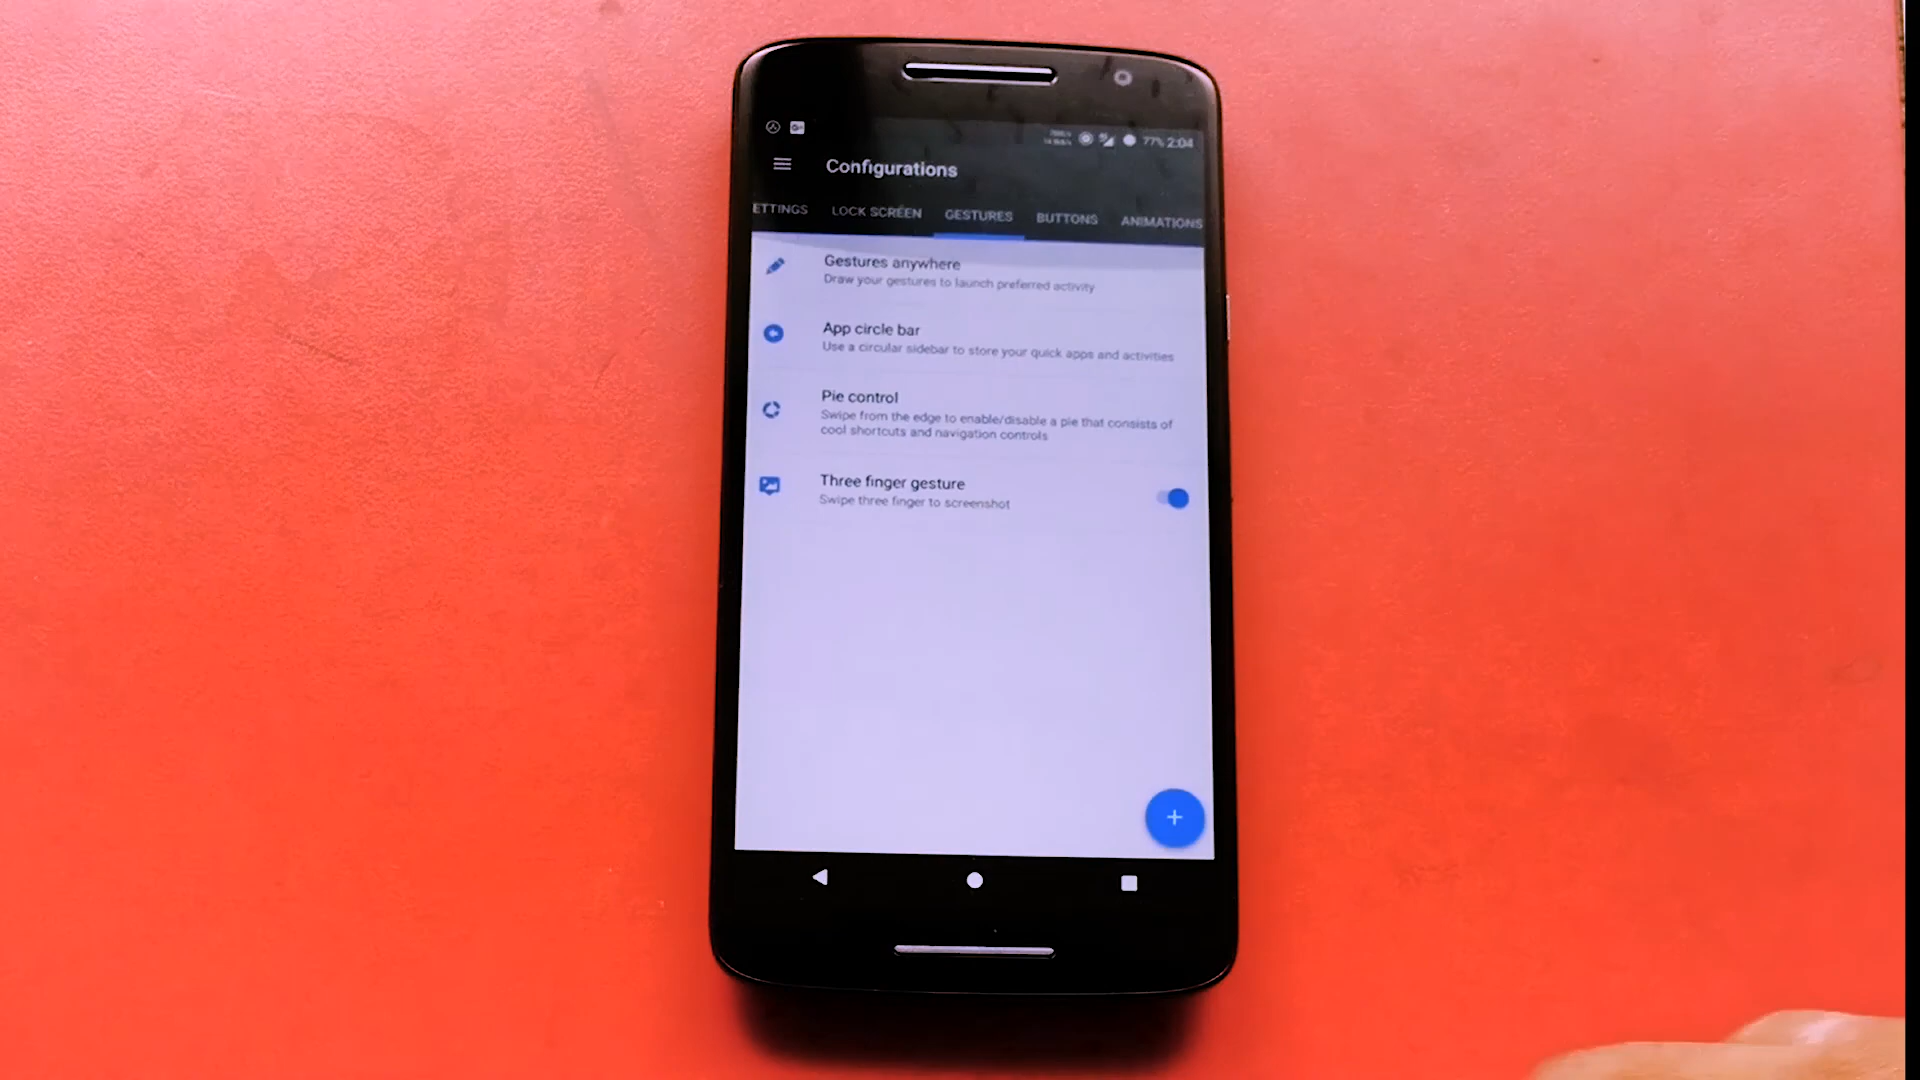 77% 2:04
Configurations
ETTINGS LOCK SCREEN GESTURES BUTTONS ANIMATIONS
Gestures anywhere
Draw your gestures to launch preferred activity
App circle bar
Use a circular sidebar to store your quick apps and activities
Pie control
Swipe from the edge to enable/disable a pie that consists of
cool shortcuts and navigation controls
Three finger gesture
Swipe three finger to screenshot